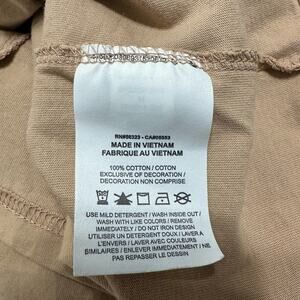 RN#56323 - CA#05553
MADE IN VIETNAM
FABRIQUE AU VIETNAM
100% COTTON / COTON
EXCLUSIVE OF DECORATION /
DECORATION NON COMPRISE
USE MILD DETERGENT / WASH INSIDE OUT /
WASH WITH LIKE COLORS / REMOVE
IMMEDIATELY / DO NOT IRON DESIGN
UTILISER UN DETERGENT DOUX / LAVER A
L'ENVERS / LAVER AVEC COULEURS
SIMILAIRES / ENLEVER IMMEDIATEMENT / NE
PAS REPASSER LE DESSIN